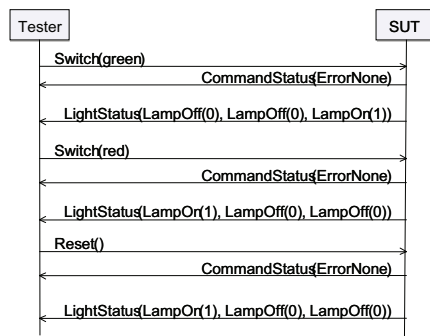 Tester SUT
Switch(green)
CommandStatus(ErrorNone)
LightStatus(LampOff(0), LampOff(0), LampOn(1))
Switch(red)
CommandStatus(ErrorNone)
LightStatus(LampOn(1), LampOff(0), LampOff(0))
Reset()
CommandStatus(ErrorNone)
LightStatus(LampOn(1), LampOff(0), LampOff(0))